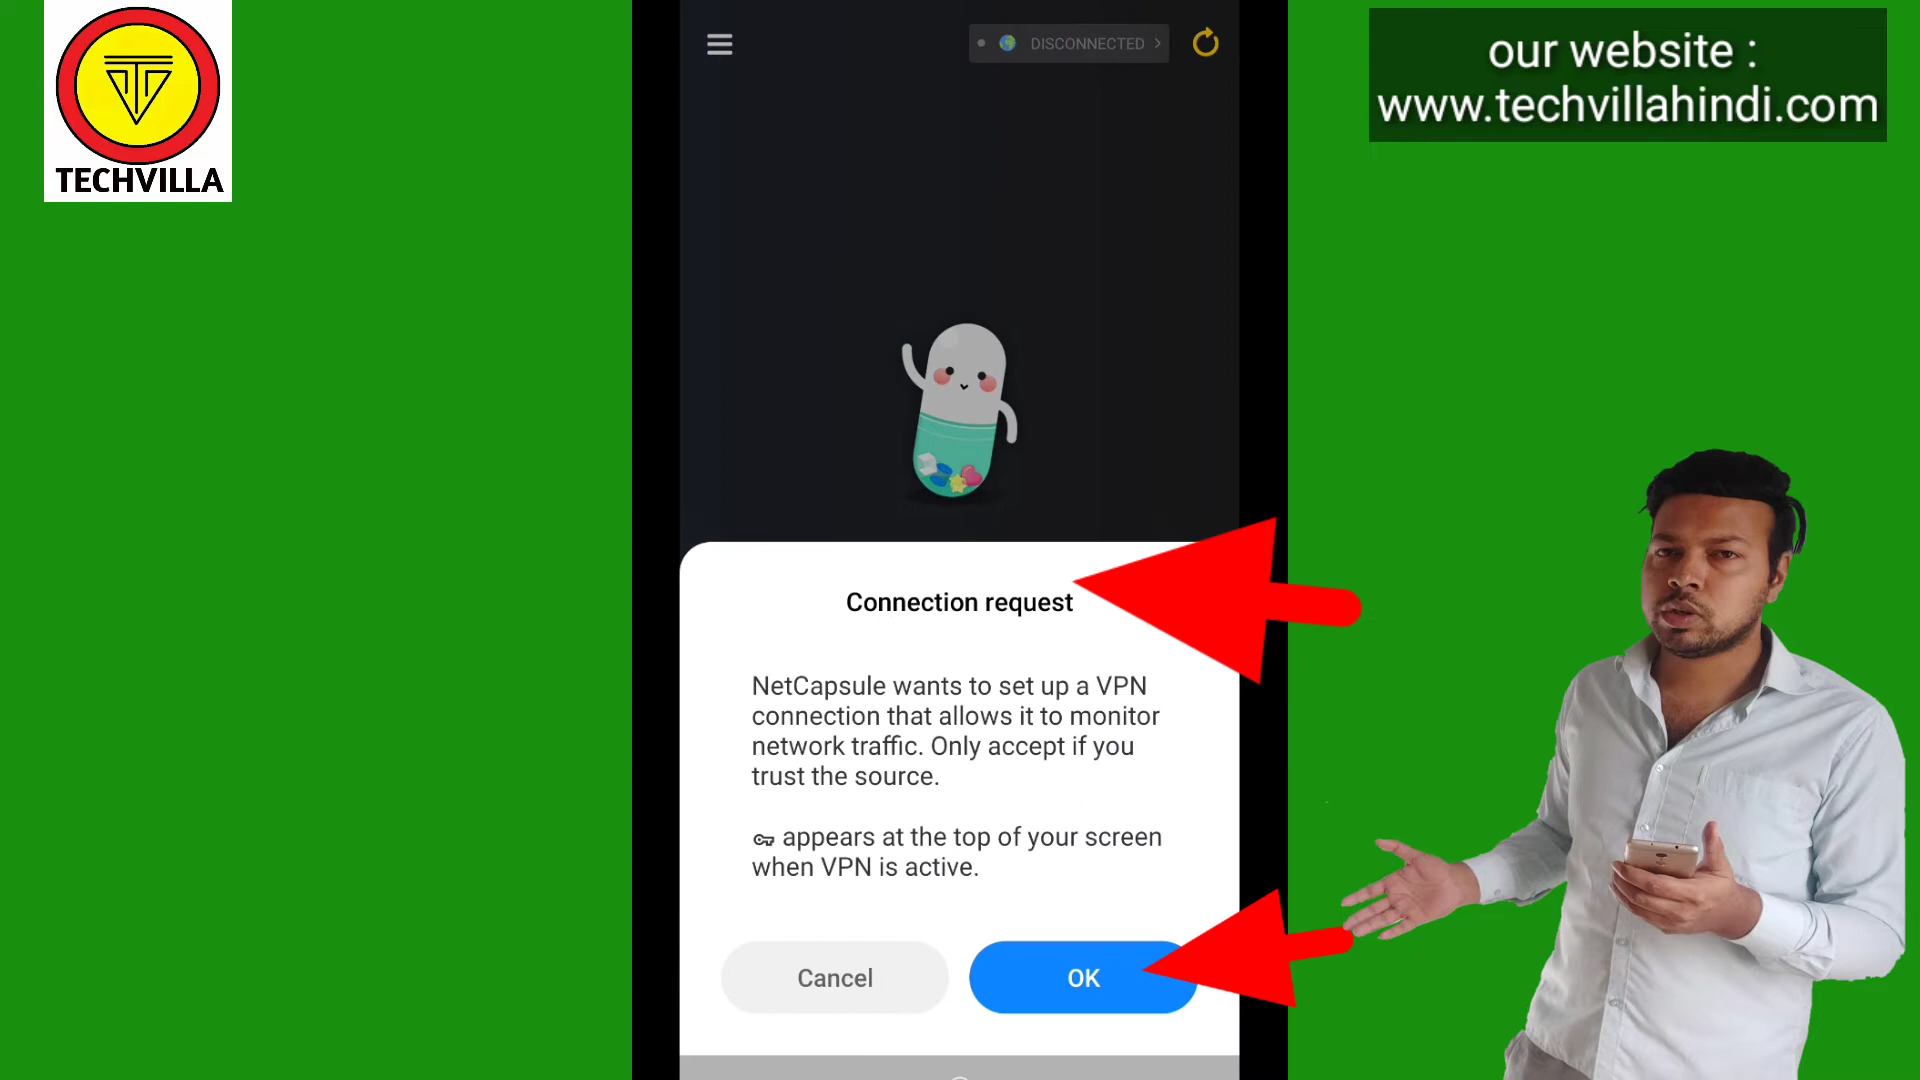 TECHVILLA
DISCONNECTED
our website :
www.techvillahindi.com
Connection request
NetCapsule wants to set up a VPN
connection that allows it to monitor
network traffic. Only accept if you
trust the source.
appears at the top of your screen
when VPN is active.
Cancel
OK